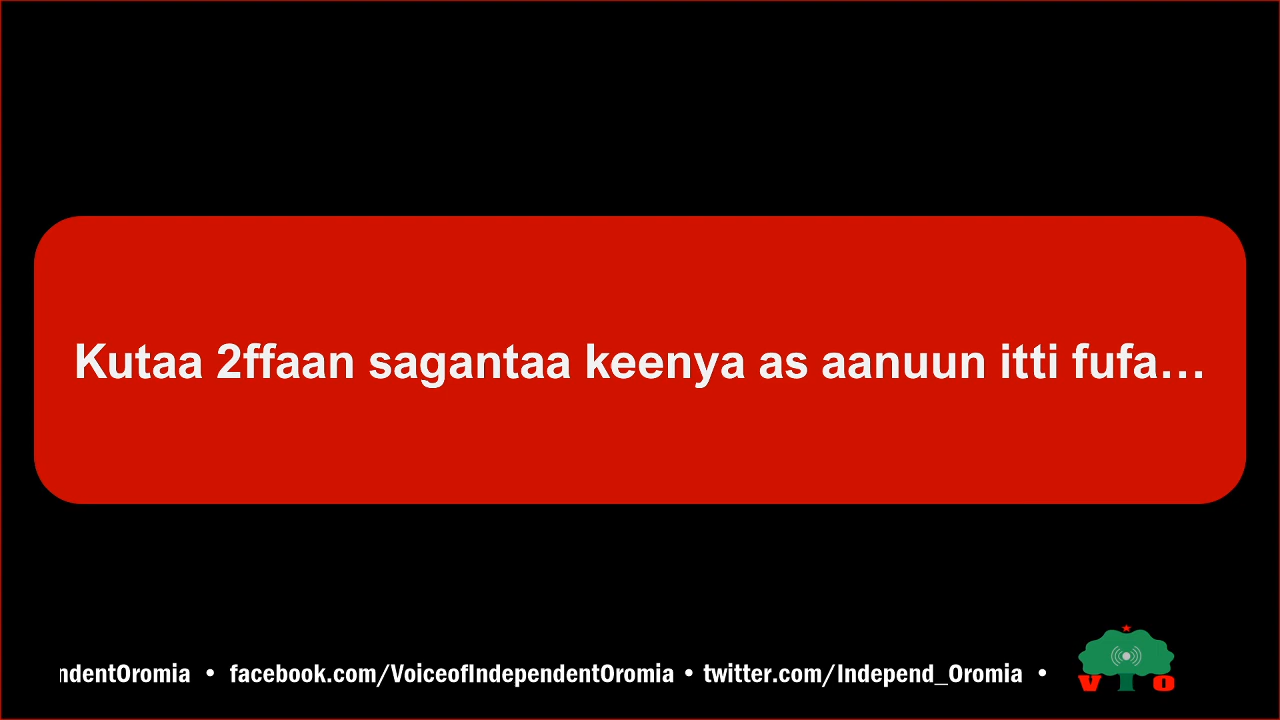 Kutaa 2ffaan sagantaa keenya as aanuun itti fufa…
ndentOromia • facebook.com/VoiceofIndependentOromia • twitter.com/Independ_Oromia •
VIO